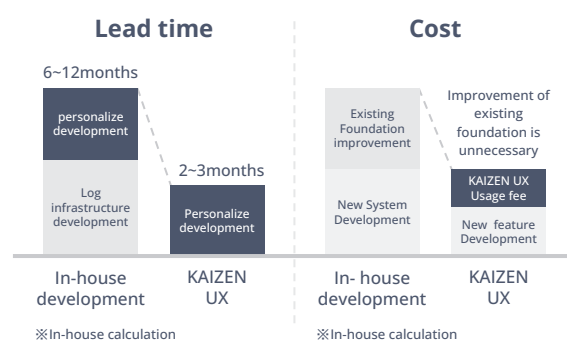 Lead time
6~12months
personalize
development
Log
infrastructure
development
2~3months
Personalize
development
In-house
development
KAIZEN
UX
※In-house calculation
Cost
Existing
Foundation
improvement
New System
Development
Improvement of
existing
foundation is
unnecessary
KAIZEN UX
Usage fee
New feature
Development
In- house
development
KAIZEN
UX
※In-house calculation